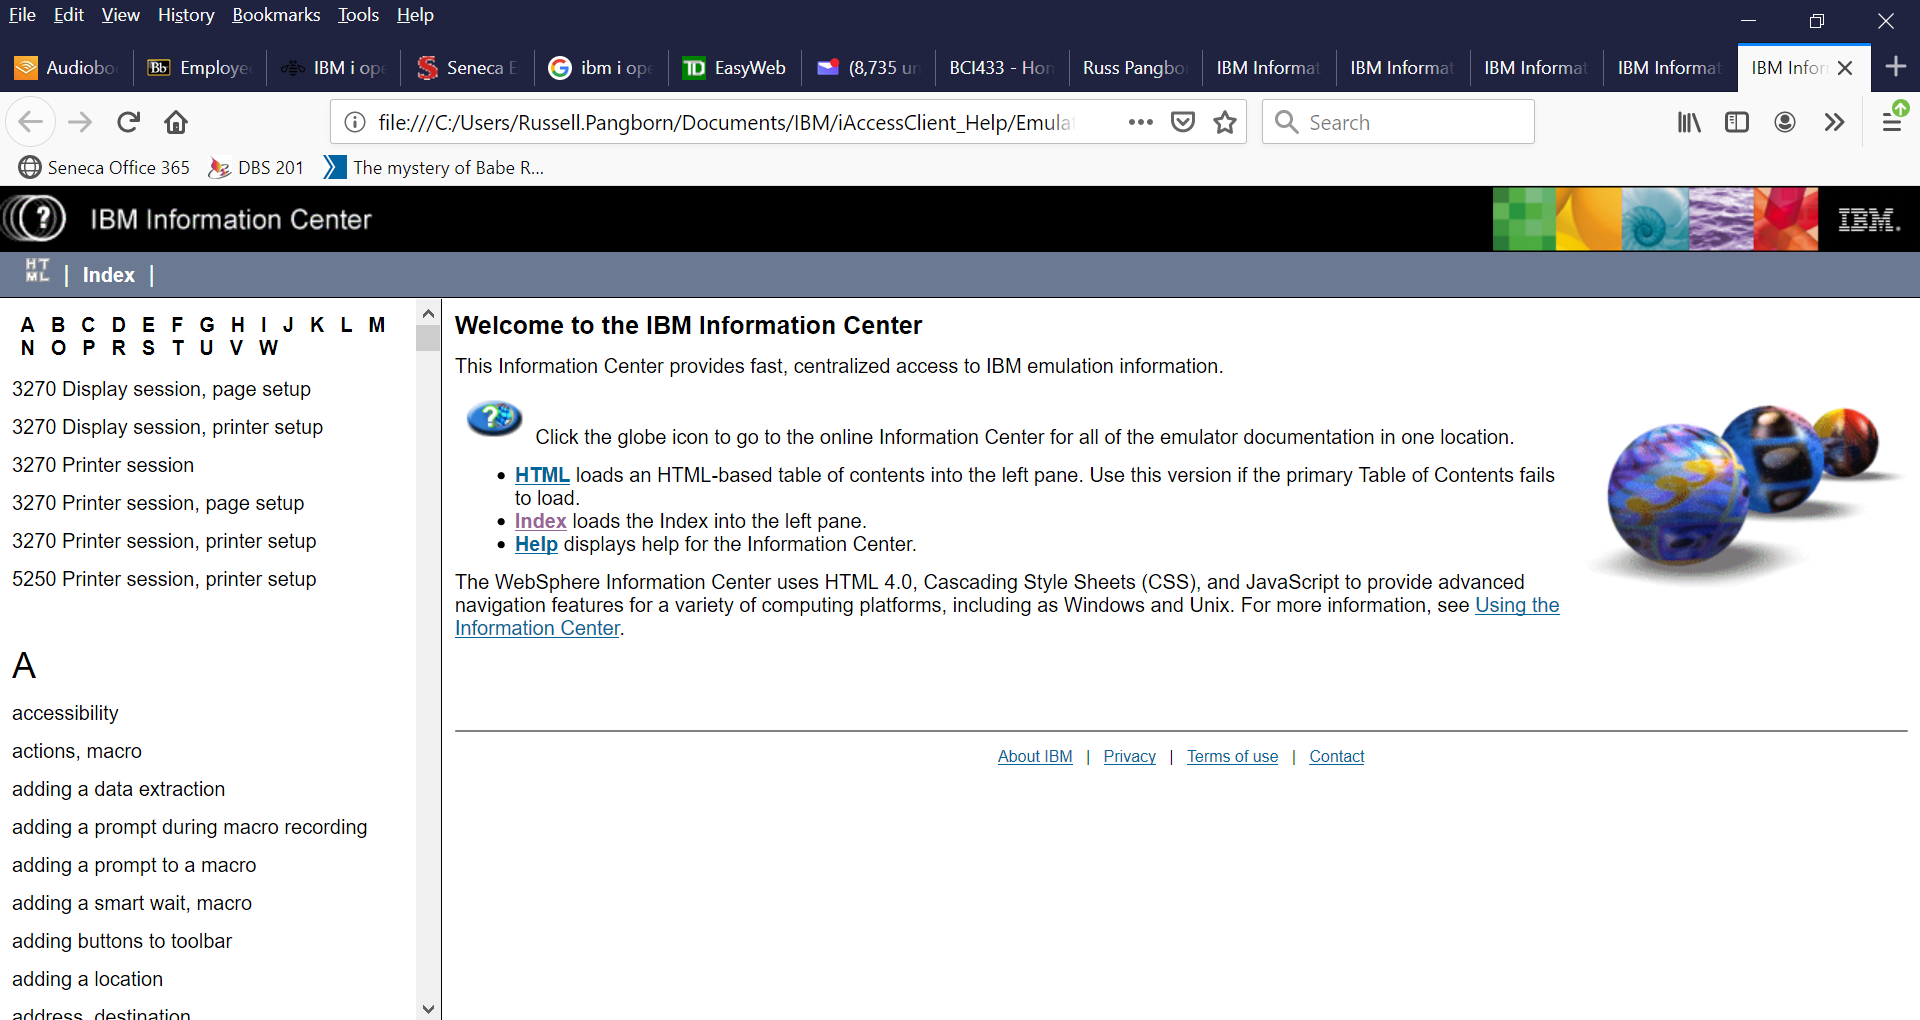 File Edit View History Bookmarks Tools Help
Audiobo Employe IBM i ope Seneca E ibm i ope EasyWeb (8,735 un BCI433 - Hom Russ Pangbo IBM Informat IBM Informat IBM Informat IBM Informat IBM Infor
file:///C:/Users/Russell.Pangborn/Documents/IBM/iAccessClient_Help/Emula Search
Seneca Office 365 DBS 201 The mystery of Babe R...
IBM Information Center IBM.
HTML | Index |
A B C D E F G H I J K L M
N O P R S T U V W
3270 Display session, page setup
3270 Display session, printer setup
3270 Printer session
3270 Printer session, page setup
3270 Printer session, printer setup
5250 Printer session, printer setup
A
accessibility
actions, macro
adding a data extraction
adding a prompt during macro recording
adding a prompt to a macro
adding a smart wait, macro
adding buttons to toolbar
adding a location
address, destination
Welcome to the IBM Information Center
This Information Center provides fast, centralized access to IBM emulation information.
Click the globe icon to go to the online Information Center for all of the emulator documentation in one location.
• HTML loads an HTML-based table of contents into the left pane. Use this version if the primary Table of Contents fails
to load.
• Index loads the Index into the left pane.
• Help displays help for the Information Center.
The WebSphere Information Center uses HTML 4.0, Cascading Style Sheets (CSS), and JavaScript to provide advanced
navigation features for a variety of computing platforms, including as Windows and Unix. For more information, see Using the
Information Center.
About IBM | Privacy | Terms of use | Contact